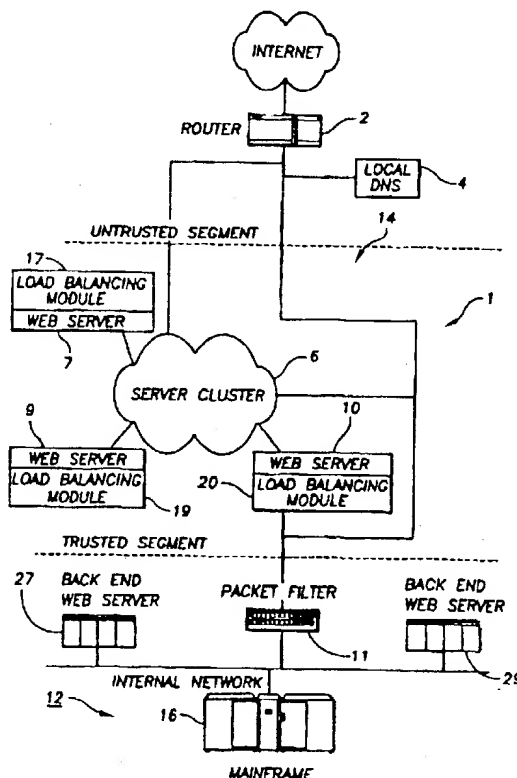 INTERNET
ROUTER
2
LOCAL
DNS
4
UNTRUSTED SEGMENT
14
17
LOAD BALANCING
MODULE
WEB SERVER
7
1
6
SERVER CLUSTER
9
WEB SERVER
LOAD BALANCING
MODULE
19
10
WEB SERVER
20
LOAD BALANCING
MODULE
TRUSTED SEGMENT
27
BACK END
WEB SERVER
PACKET FILTER
11
BACK END
WEB SERVER
29
INTERNAL NETWORK
12
16
MAINFRAME